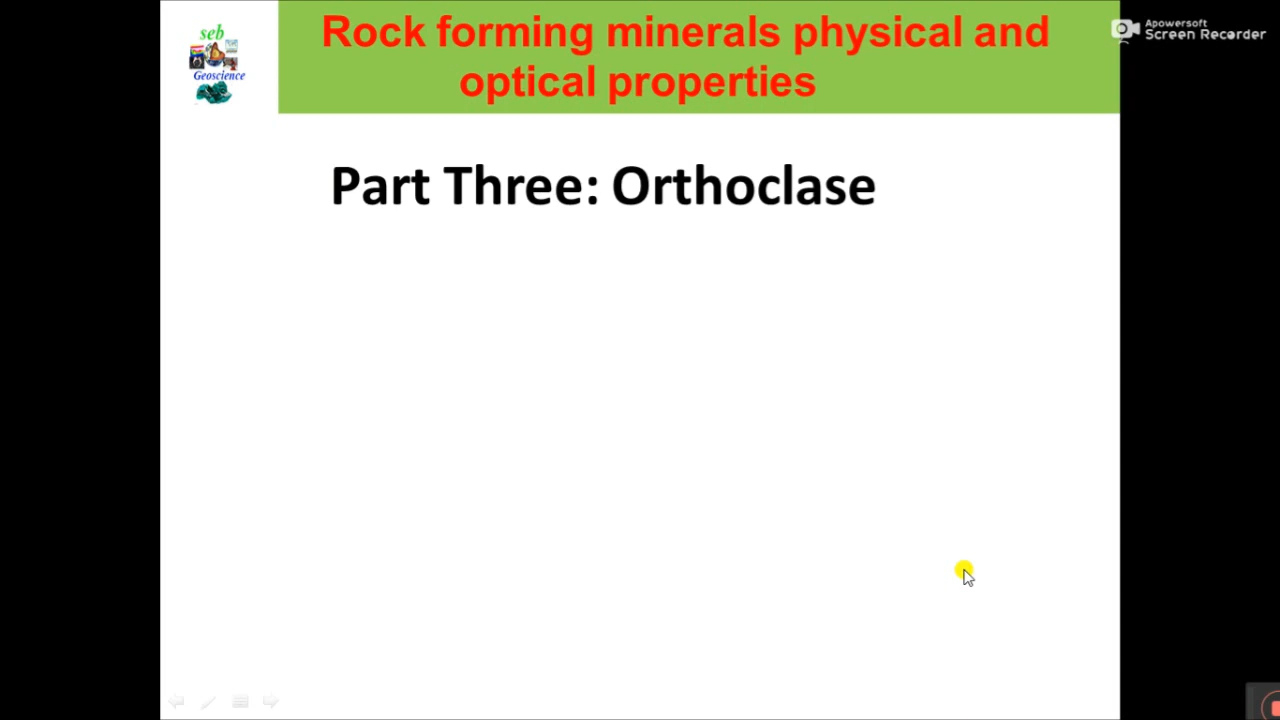 seb
Geoscience
Rock forming minerals physical and
optical properties
Apowersoft
Screen Recorder
Part Three: Orthoclase